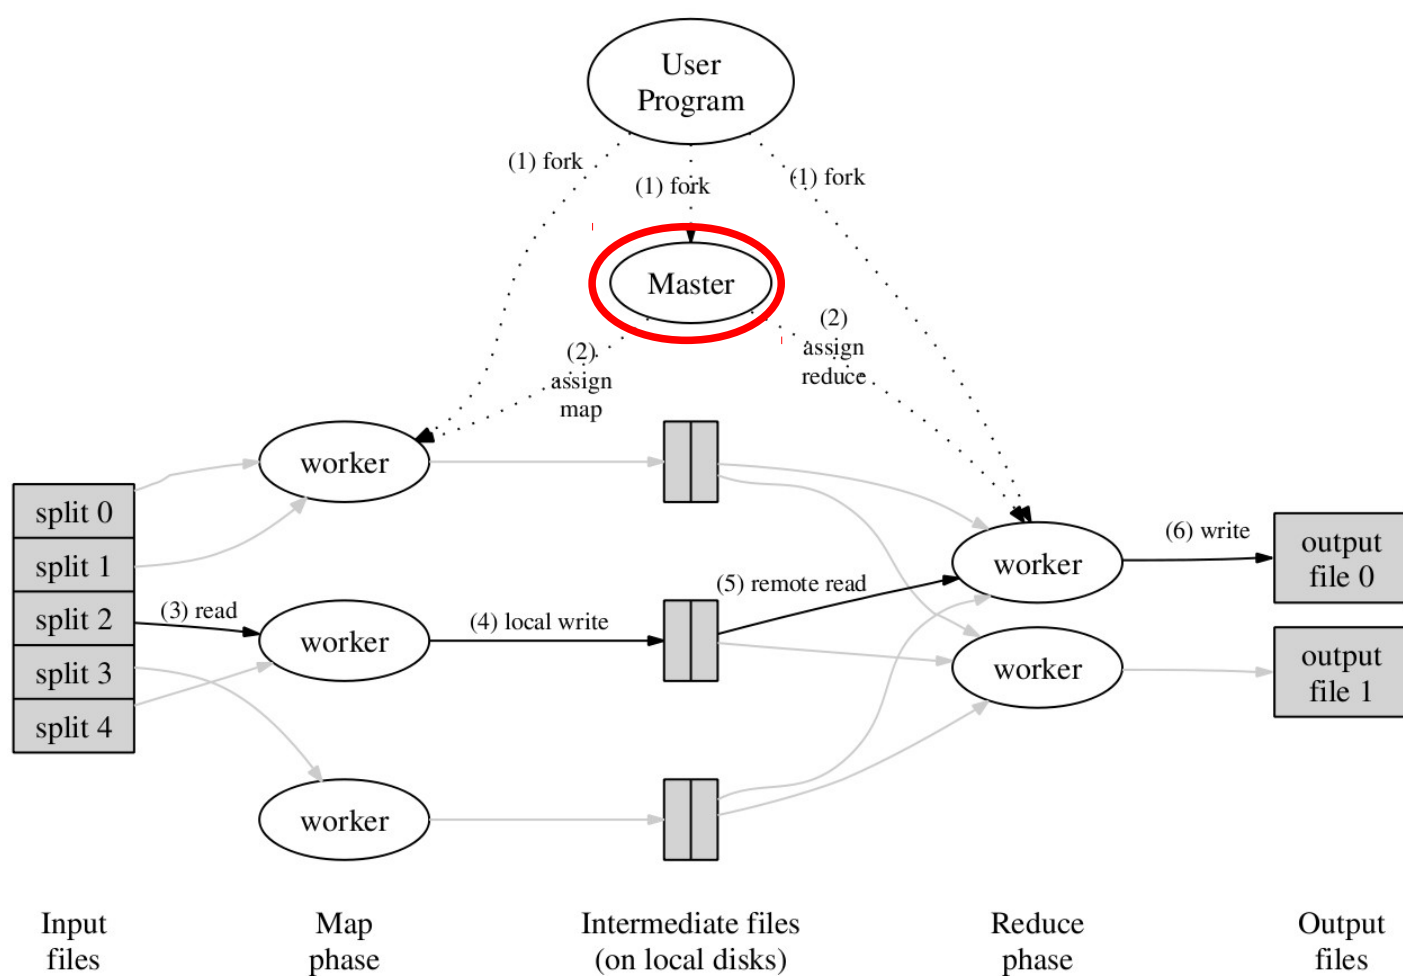 User
Program
(1) fork
(1) fork
(1) fork
Master
(2)
assign
map
(2)
assign
reduce
worker
split 0
split 1
split 2
split 3
split 4
(3) read
worker
(4) local write
(5) remote read
worker
(6) write
output
file 0
worker
output
file 1
worker
Input
files
Map
phase
Intermediate files
(on local disks)
Reduce
phase
Output
files